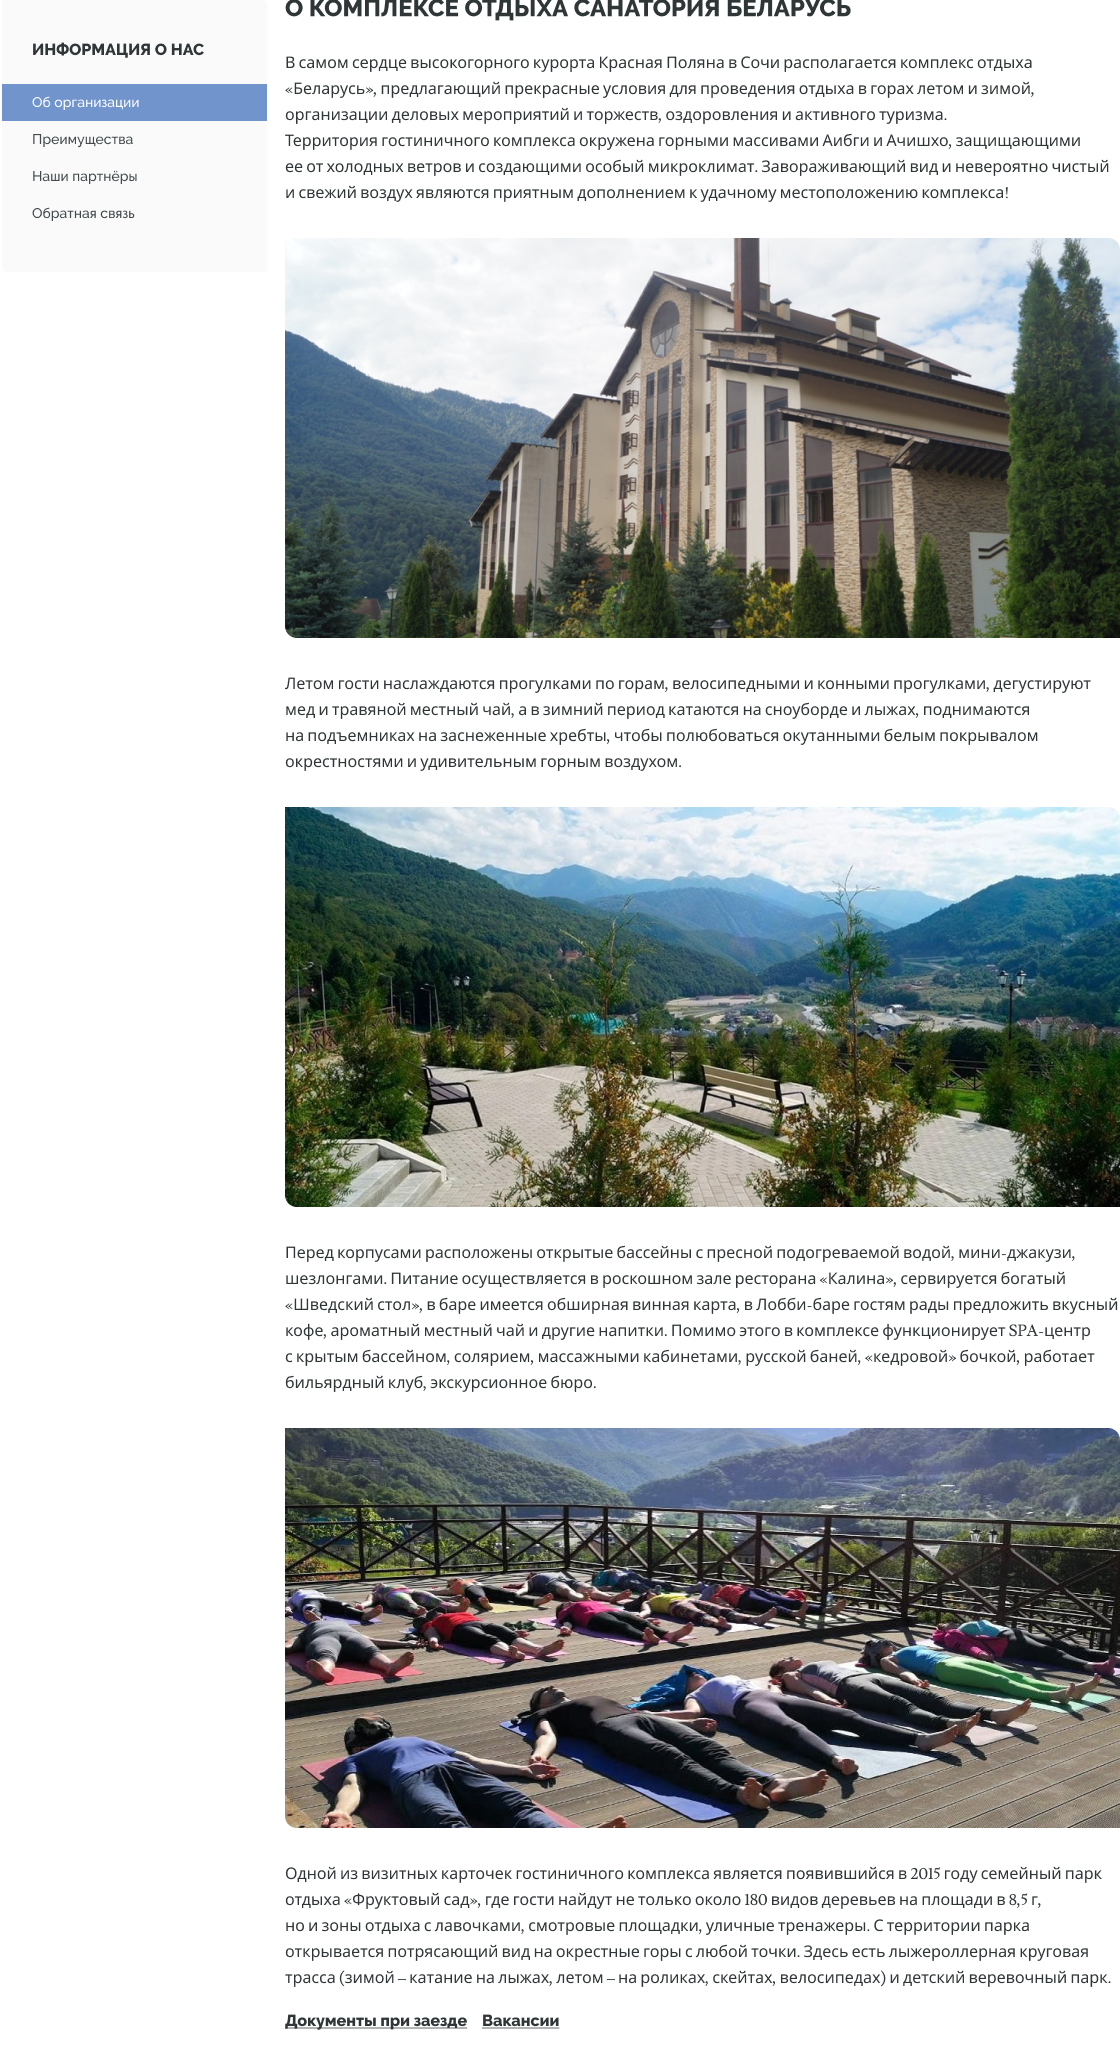 О КОМПЛЕКСЕ ОТДЫХА САНАТОРИЯ БЕЛАРУСЬ
ИНФОРМАЦИЯ О НАС
Об организации
Преимущества
Наши партнёры
Обратная связь
В самом сердце высокогорного курорта Красная Поляна в Сочи располагается комплекс отдыха
«Беларусь», предлагающий прекрасные условия для проведения отдыха в горах летом и зимой,
организации деловых мероприятий и торжеств, оздоровления и активного туризма.
Территория гостиничного комплекса окружена горными массивами Аибги и Ачишхо, защищающими
ее от холодных ветров и создающими особый микроклимат. Завораживающий вид и невероятно чистый
и свежий воздух являются приятным дополнением к удачному местоположению комплекса!
Летом гости наслаждаются прогулками по горам, велосипедными и конными прогулками, дегустируют
мед и травяной местный чай, а в зимний период катаются на сноуборде и лыжах, поднимаются
на подъемниках на заснеженные хребты, чтобы полюбоваться окутанными белым покрывалом
окрестностями и удивительным горным воздухом.
Перед корпусами расположены открытые бассейны с пресной подогреваемой водой, мини-джакузи,
шезлонгами. Питание осуществляется в роскошном зале ресторана «Калина», сервируется богатый
«Шведский стол», в баре имеется обширная винная карта, в Лобби-баре гостям рады предложить вкусный
кофе, ароматный местный чай и другие напитки. Помимо этого в комплексе функционирует SPA-центр
с крытым бассейном, солярием, массажными кабинетами, русской баней, «кедровой» бочкой, работает
бильярдный клуб, экскурсионное бюро.
Одной из визитных карточек гостиничного комплекса является появившийся в 2015 году семейный парк
отдыха «Фруктовый сад», где гости найдут не только около 180 видов деревьев на площади в 8,5 г,
но и зоны отдыха с лавочками, смотровые площадки, уличные тренажеры. С территории парка
открывается потрясающий вид на окрестные горы с любой точки. Здесь есть лыжероллерная круговая
трасса (зимой – катание на лыжах, летом – на роликах, скейтах, велосипедах) и детский веревочный парк.
Документы при заезде Вакансии